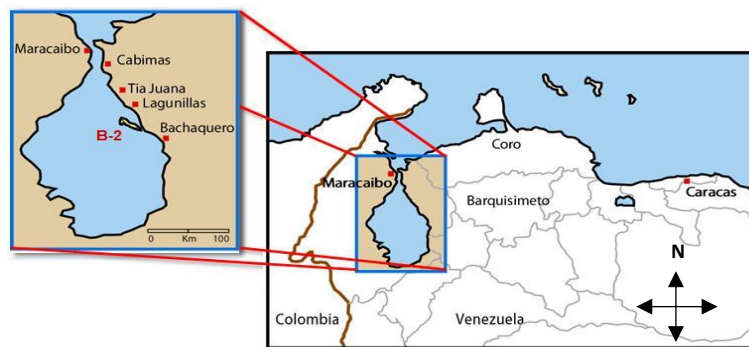 Maracaibo
Cabimas
Tia Juana
Lagunillas
B-2
Bachaquero
0 Km 100
Coro
Maracaibo
Barquisimeto
Caracas
N
Colombia
Venezuela